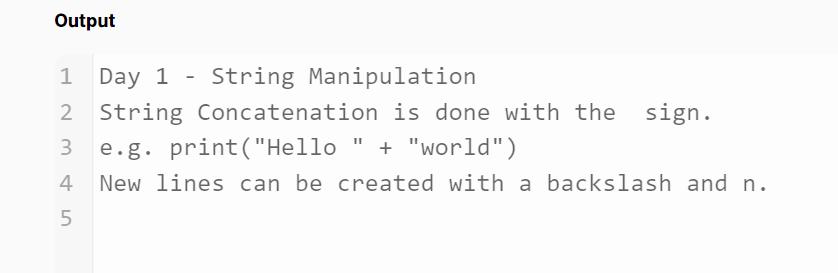 Output
1 Day 1 - String Manipulation
2 String Concatenation is done with the  sign.
3 e.g. print("Hello " + "world")
4 New lines can be created with a backslash and n.
5